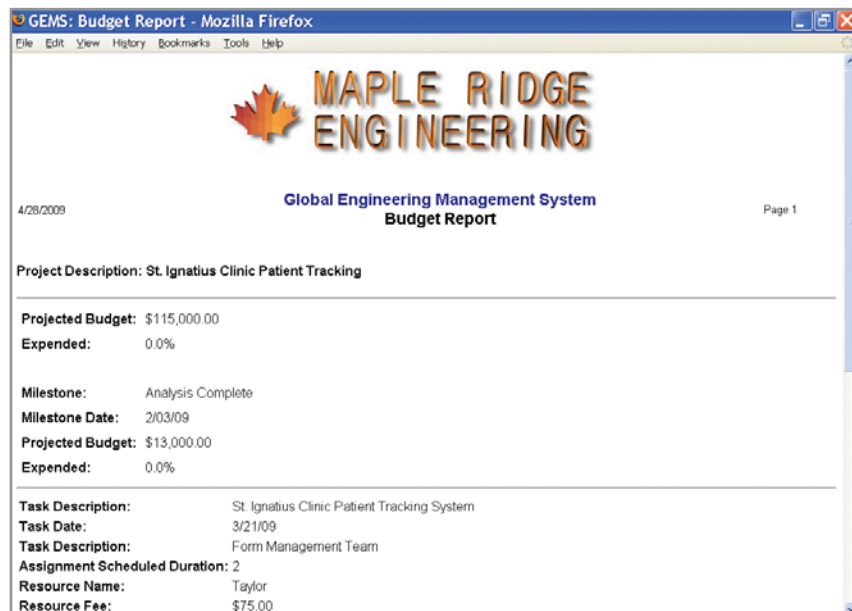 GEMS: Budget Report - Mozilla Firefox
File Edit View History Bookmarks Tools Help
MAPLE RIDGE
ENGINEERING
4/28/2009
Global Engineering Management System
Budget Report
Page 1
Project Description: St. Ignatius Clinic Patient Tracking
Projected Budget: $115,000.00
Expended: 0.0%
Milestone: Analysis Complete
Milestone Date: 2/03/09
Projected Budget: $13,000.00
Expended: 0.0%
Task Description: St. Ignatius Clinic Patient Tracking System
Task Date: 3/21/09
Task Description: Form Management Team
Assignment Scheduled Duration: 2
Resource Name: Taylor
Resource Fee: $75.00